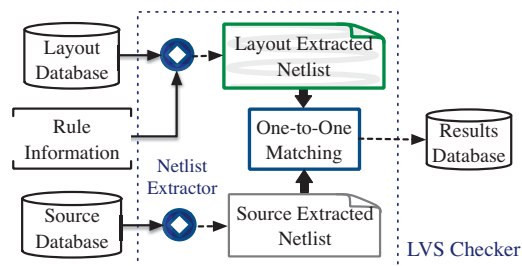 Layout
Database
Layout Extracted
Netlist
Rule
Information
One-to-One
Matching
Results
Database
Netlist
Extractor
Source
Database
Source Extracted
Netlist
LVS Checker